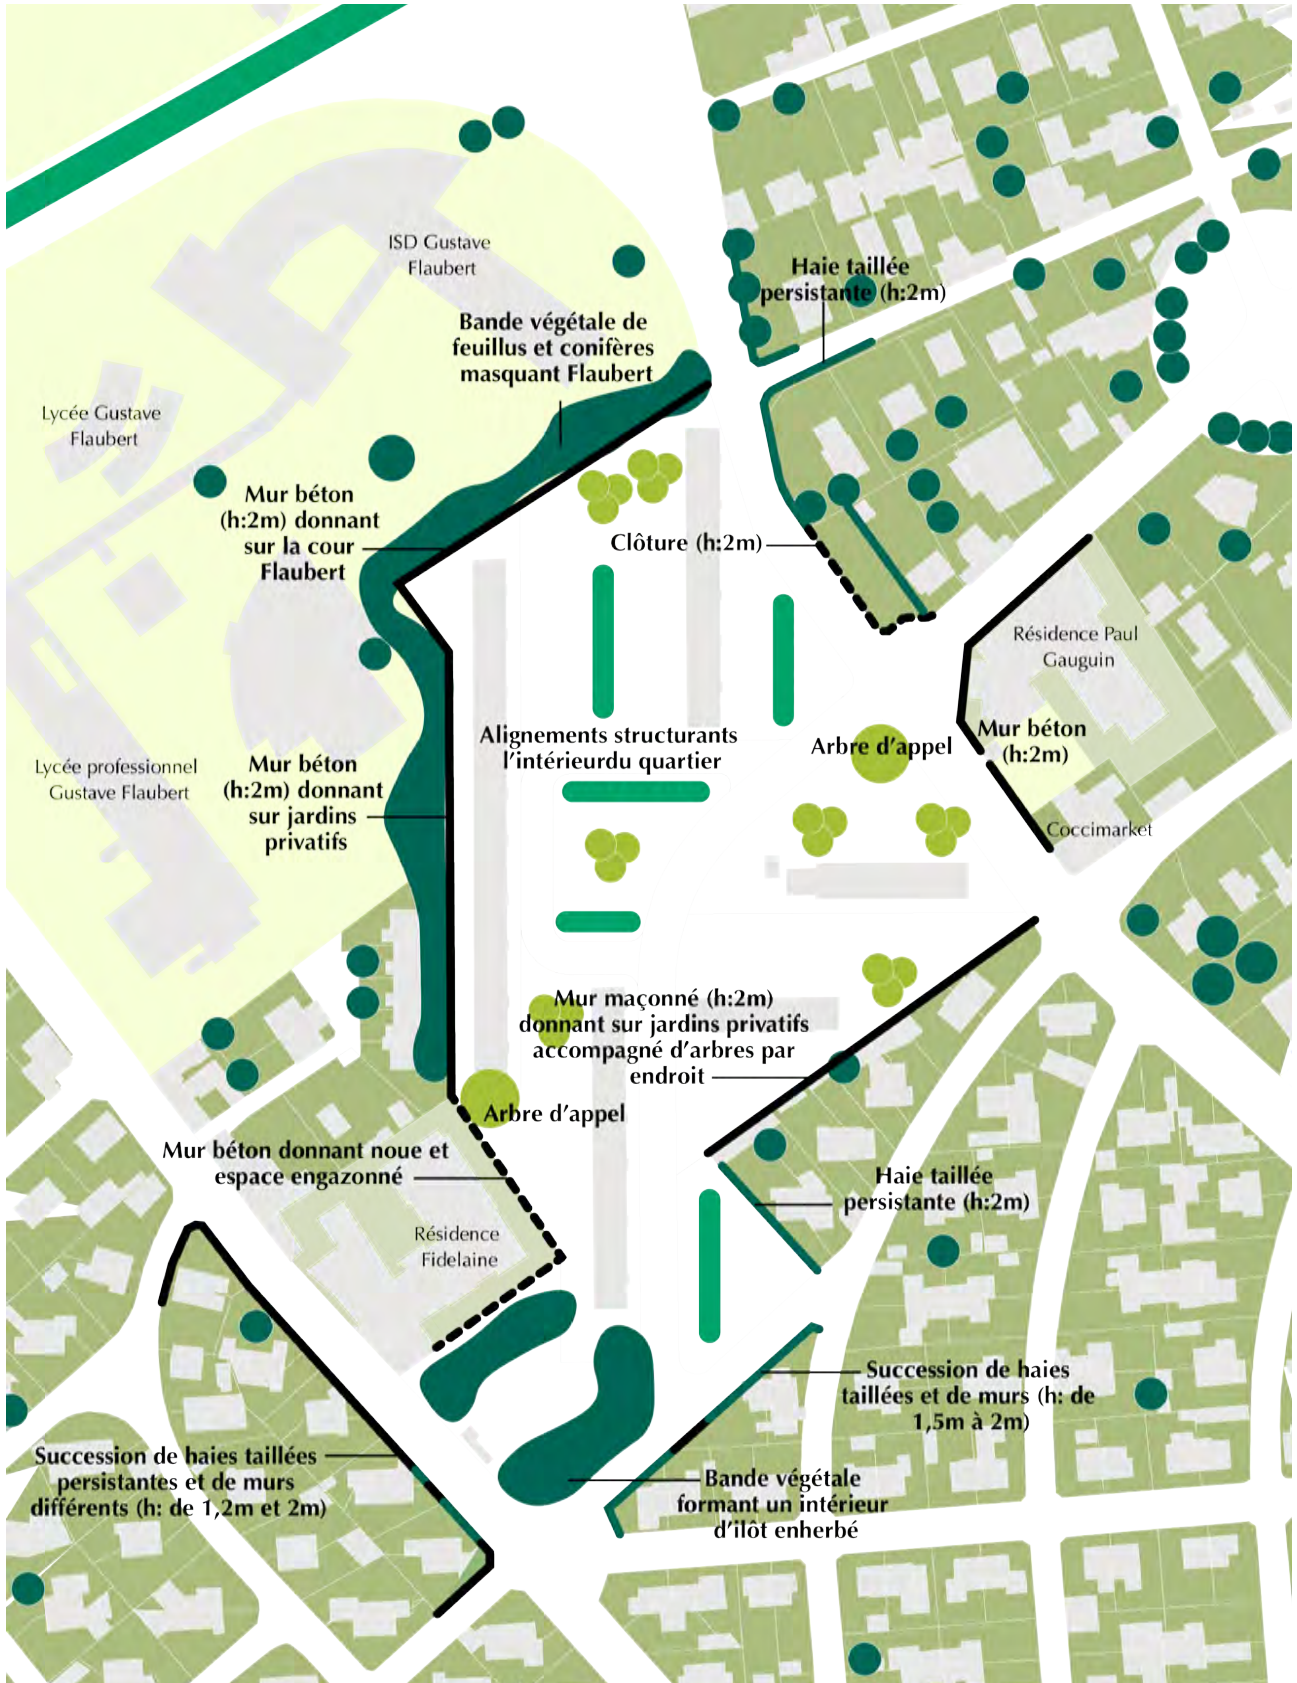 ISD Gustave
Flaubert
Haie taillée
persistante (h:2m)
Bande végétale de
feuillus et conifères
masquant Flaubert
Lycée Gustave
Flaubert
Mur béton
(h:2m) donnant
sur la cour
Flaubert
Clôture (h:2m)
Résidence Paul
Gauguin
Alignements structurants
l'intérieurdu quartier
Arbre d'appel
Mur béton
(h:2m)
Lycée professionnel
Gustave Flaubert
Mur béton
(h:2m) donnant
sur jardins
privatifs
Coccimarket
Mur maçonné (h:2m)
donnant sur jardins privatifs
accompagné d'arbres par
endroit
Arbre d'appel
Mur béton donnant noue et
espace engazonné
Haie taillée
persistante (h:2m)
Résidence
Fidelaine
Succession de haies
taillées et de murs (h: de
1,5m à 2m)
Succession de haies taillées
persistantes et de murs
différents (h: de 1,2m et 2m)
Bande végétale
formant un intérieur
d'ilôt enherbé